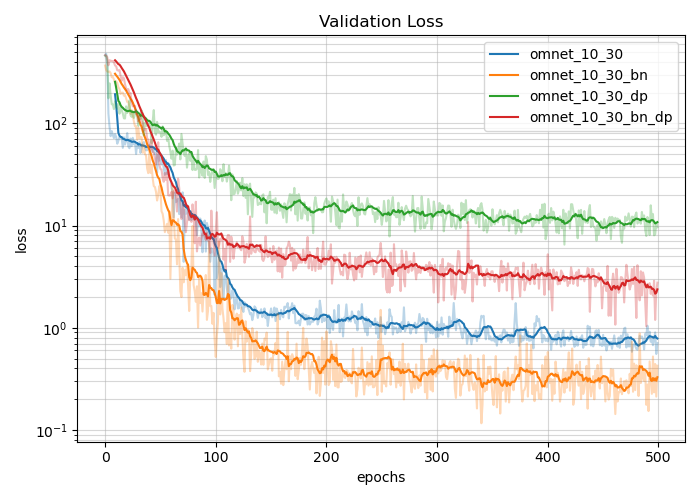 Validation Loss
omnet_10_30
omnet_10_30_bn
omnet_10_30_dp
omnet_10_30_bn_dp
loss
10²
10¹
10⁰
10⁻¹
0 100 200 300 400 500
epochs